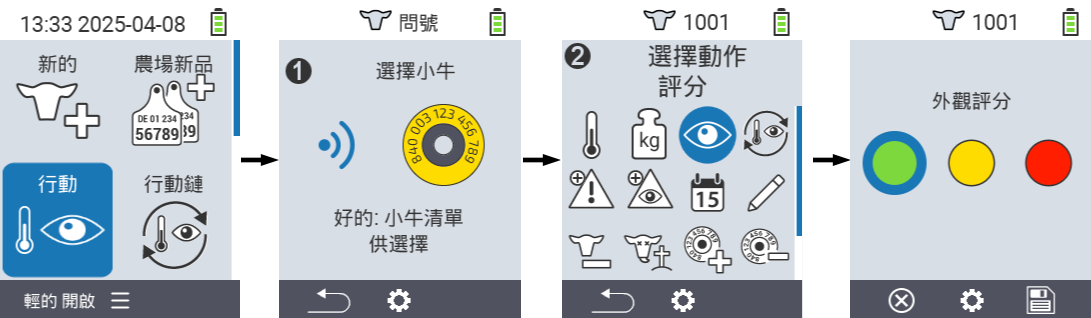 13:33 2025-04-08
新的
農場新品
DE 01 234
234
56789
89
行動
行動鏈
輕的 開啟
問號
1
選擇小牛
840 003 123 456 789
好的: 小牛清單
供選擇
1001
2
選擇動作
評分
kg
15
1001
外觀評分